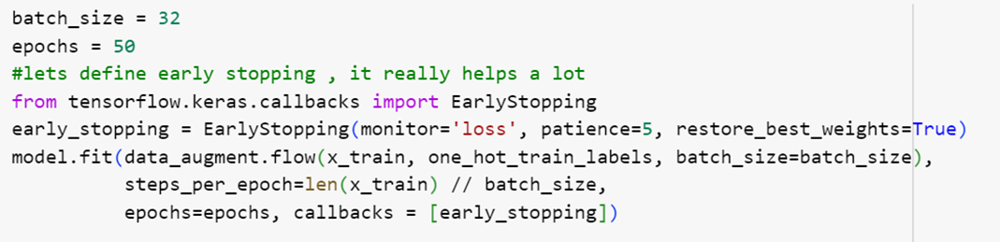 batch_size = 32
epochs = 50
#lets define early stopping , it really helps a lot
from tensorflow.keras.callbacks import EarlyStopping
early_stopping = EarlyStopping(monitor='loss', patience=5, restore_best_weights=True)
model.fit(data_augment.flow(x_train, one_hot_train_labels, batch_size=batch_size),
          steps_per_epoch=len(x_train) // batch_size,
          epochs=epochs, callbacks = [early_stopping])